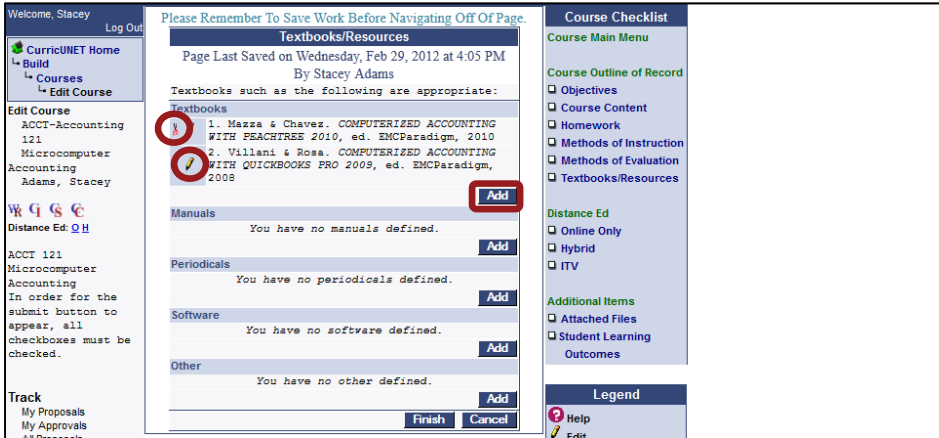 Welcome, Stacey
Log Out
CurricUNET Home
Build
Courses
Edit Course
Edit Course
ACCT-Accounting
121
Microcomputer
Accounting
Adams, Stacey
WR CI CS CC
Distance Ed: O H
ACCT 121
Microcomputer
Accounting
In order for the
submit button to
appear, all
checkboxes must be
checked.
Track
My Proposals
My Approvals
All Proposals
Please Remember To Save Work Before Navigating Off Of Page.
Textbooks/Resources
Page Last Saved on Wednesday, Feb 29, 2012 at 4:05 PM
By Stacey Adams
Textbooks such as the following are appropriate:
Textbooks
1. Mazza & Chavez. COMPUTERIZED ACCOUNTING
WITH PEACHTREE 2010, ed. EMCParadigm, 2010
2. Villani & Rosa. COMPUTERIZED ACCOUNTING
WITH QUICKBOOKS PRO 2009, ed. EMCParadigm,
2008
Add
Manuals
You have no manuals defined.
Add
Periodicals
You have no periodicals defined.
Add
Software
You have no software defined.
Add
Other
You have no other defined.
Add
Finish Cancel
Course Checklist
Course Main Menu
Course Outline of Record
Objectives
Course Content
Homework
Methods of Instruction
Methods of Evaluation
Textbooks/Resources
Distance Ed
Online Only
Hybrid
ITV
Additional Items
Attached Files
Student Learning
Outcomes
Legend
Help
Edit